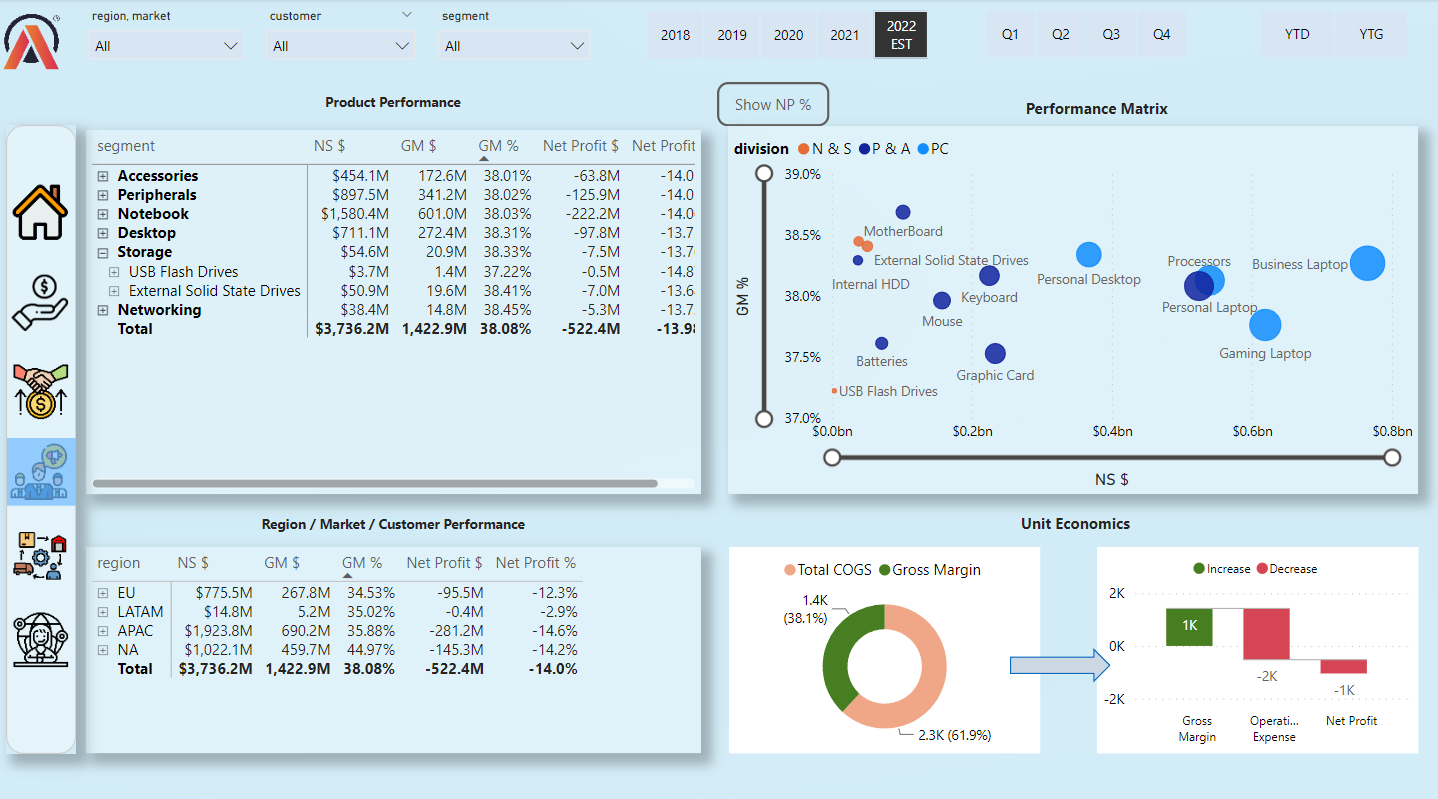 region, market customer segment
All All All
2018 2019 2020 2021 2022 EST Q1 Q2 Q3 Q4 YTD YTG
Product Performance
segment NS $ GM $ GM % Net Profit $ Net Profit
Accessories $454.1M 172.6M 38.01% -63.8M -14.0
Peripherals $897.5M 341.2M 38.02% -125.9M -14.0
Notebook $1,580.4M 601.0M 38.03% -222.2M -14.0
Desktop $711.1M 272.4M 38.31% -97.8M -13.7
Storage $54.6M 20.9M 38.33% -7.5M -13.7
USB Flash Drives $3.7M 1.4M 37.22% -0.5M -14.8
External Solid State Drives $50.9M 19.6M 38.41% -7.0M -13.6
Networking $38.4M 14.8M 38.45% -5.3M -13.7
Total $3,736.2M 1,422.9M 38.08% -522.4M -13.98
Show NP %
Performance Matrix
division N & S P & A PC
GM %
39.0%
38.5%
38.0%
37.5%
37.0%
MotherBoard
External Solid State Drives
Internal HDD
Keyboard
Mouse
Batteries
Graphic Card
USB Flash Drives
Personal Desktop
Processors
Business Laptop
Personal Laptop
Gaming Laptop
$0.0bn $0.2bn $0.4bn $0.6bn $0.8bn
NS $
Region / Market / Customer Performance
region NS $ GM $ GM % Net Profit $ Net Profit %
EU $775.5M 267.8M 34.53% -95.5M -12.3%
LATAM $14.8M 5.2M 35.02% -0.4M -2.9%
APAC $1,923.8M 690.2M 35.88% -281.2M -14.6%
NA $1,022.1M 459.7M 44.97% -145.3M -14.2%
Total $3,736.2M 1,422.9M 38.08% -522.4M -14.0%
Unit Economics
Total COGS Gross Margin
1.4K
(38.1%)
2.3K (61.9%)
Increase Decrease
2K
0K
-2K
1K
-2K
-1K
Gross Margin
Operati... Expense
Net Profit